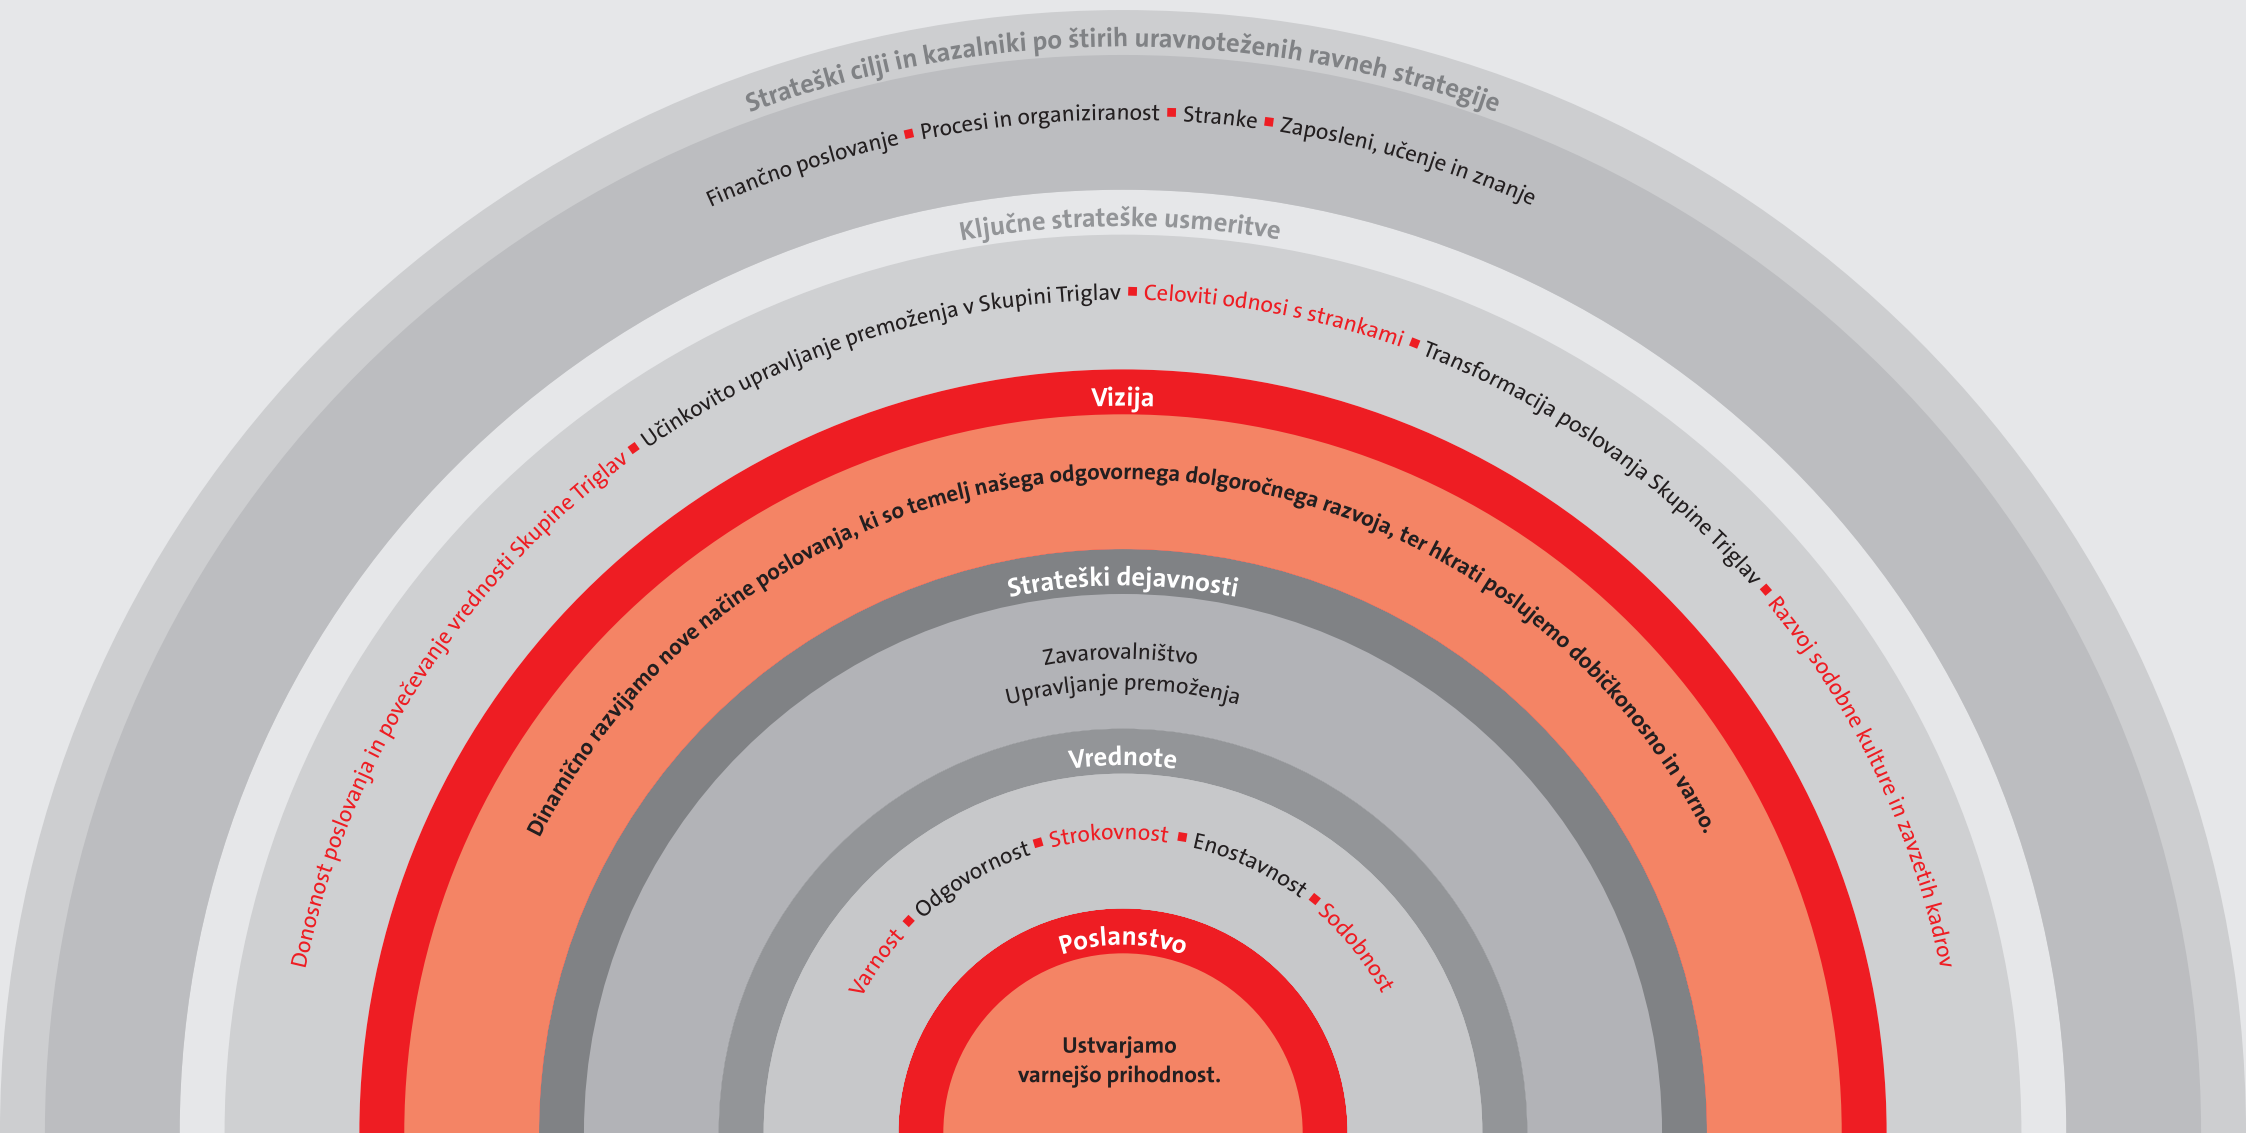 Strateški cilji in kazalniki po štirih uravnoteženih ravneh strategije
Finančno poslovanje ▪ Procesi in organiziranost ▪ Stranke ▪ Zaposleni, učenje in znanje
Ključne strateške usmeritve
Donosnost poslovanja in povečevanje vrednosti Skupine Triglav ▪ Učinkovito upravljanje premoženja v Skupini Triglav ▪ Celoviti odnosi s strankami ▪ Transformacija poslovanja Skupine Triglav ▪ Razvoj sodobne kulture in zavzetih kadrov
Vizija
Dinamično razvijamo nove načine poslovanja, ki so temelj našega odgovornega dolgoročnega razvoja, ter hkrati poslujemo dobičkonosno in varno.
Strateški dejavnosti
Zavarovalništvo
Upravljanje premoženja
Vrednote
Varnost ▪ Odgovornost ▪ Strokovnost ▪ Enostavnost ▪ Sodobnost
Poslanstvo
Ustvarjamo
varnejšo prihodnost.